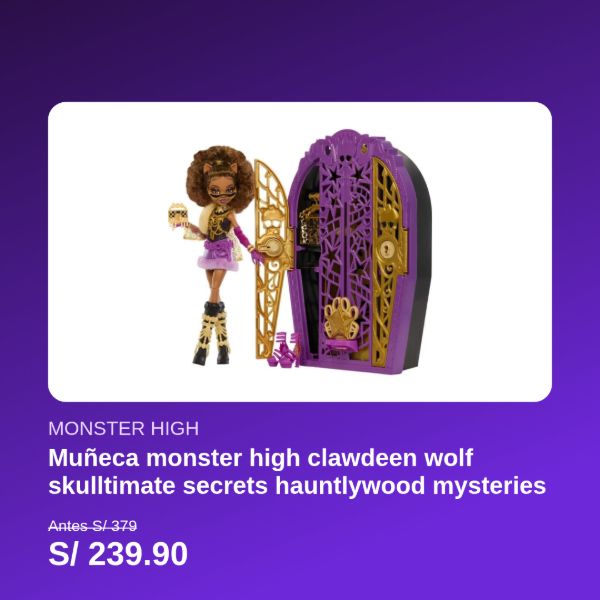 MONSTER HIGH
Muñeca monster high clawdeen wolf
skulltimate secrets hauntlywood mysteries
Antes S/ 379
S/ 239.90